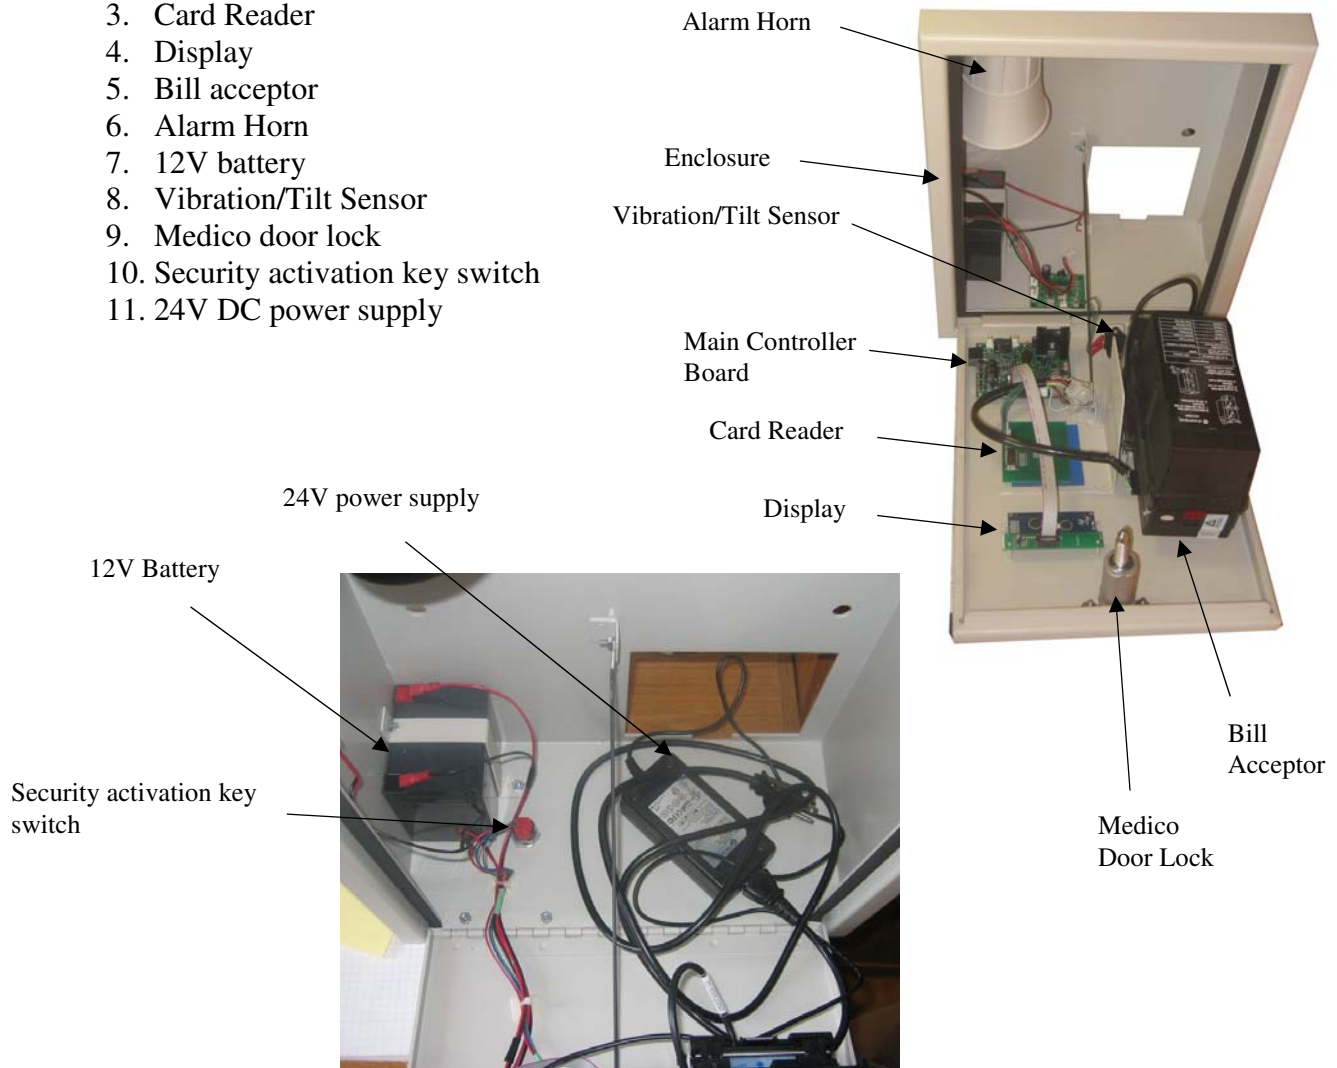 3. Card Reader
4. Display
5. Bill acceptor
6. Alarm Horn
7. 12V battery
8. Vibration/Tilt Sensor
9. Medico door lock
10. Security activation key switch
11. 24V DC power supply
Alarm Horn
Enclosure
Vibration/Tilt Sensor
Main Controller
Board
Card Reader
Display
24V power supply
12V Battery
Security activation key
switch
Bill
Acceptor
Medico
Door Lock